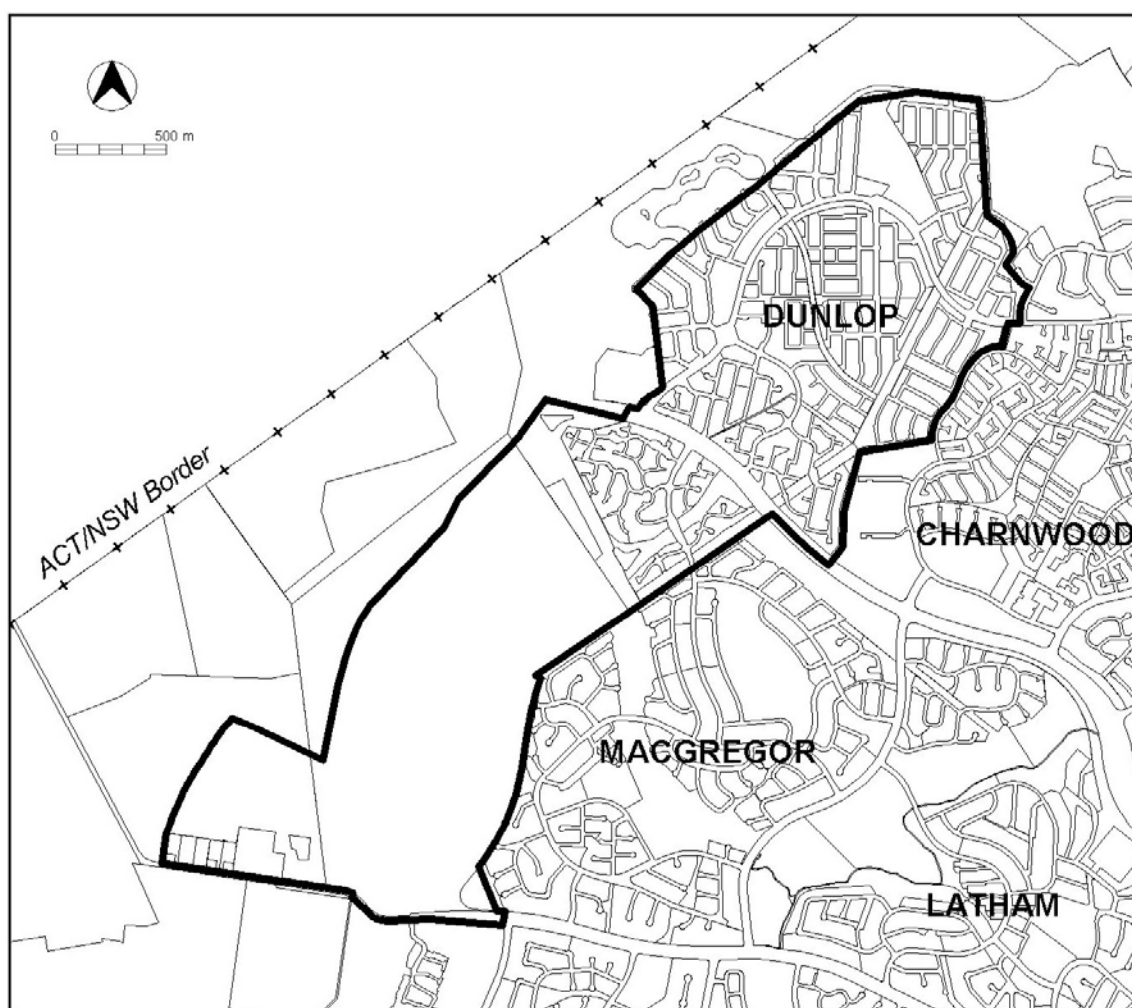 0 500 m
DUNLOP
ACT/NSW Border
CHARNWOOD
MACGREGOR
LATHAM